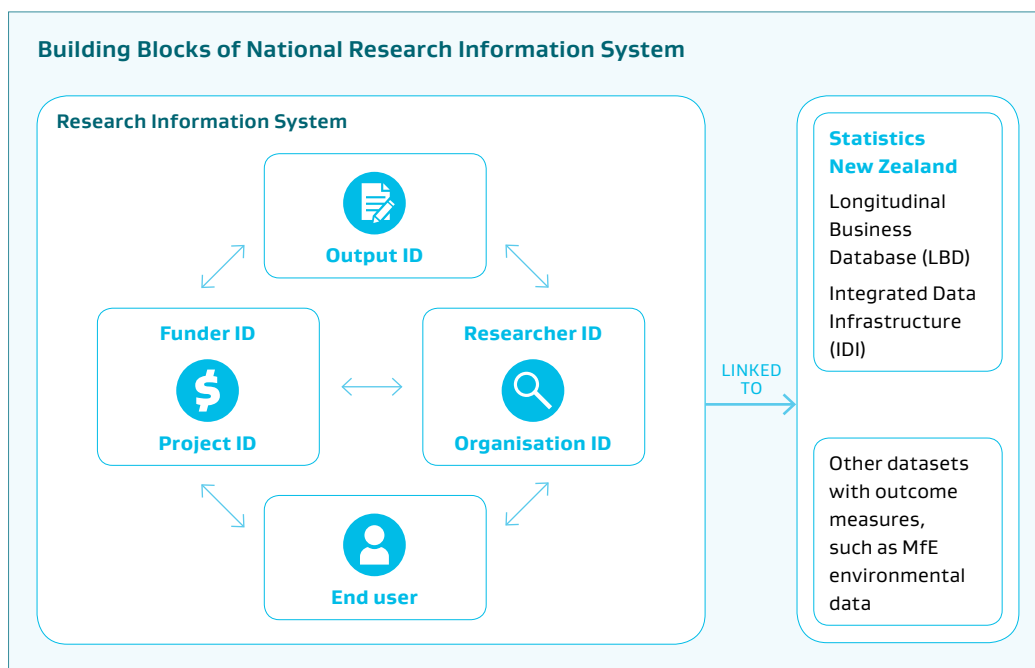 Building Blocks of National Research Information System
Research Information System
Output ID
Funder ID
$
Project ID
Researcher ID
Organisation ID
End user
LINKED
TO
Statistics
New Zealand
Longitudinal
Business
Database (LBD)
Integrated Data
Infrastructure
(IDI)
Other datasets
with outcome
measures,
such as MfE
environmental
data